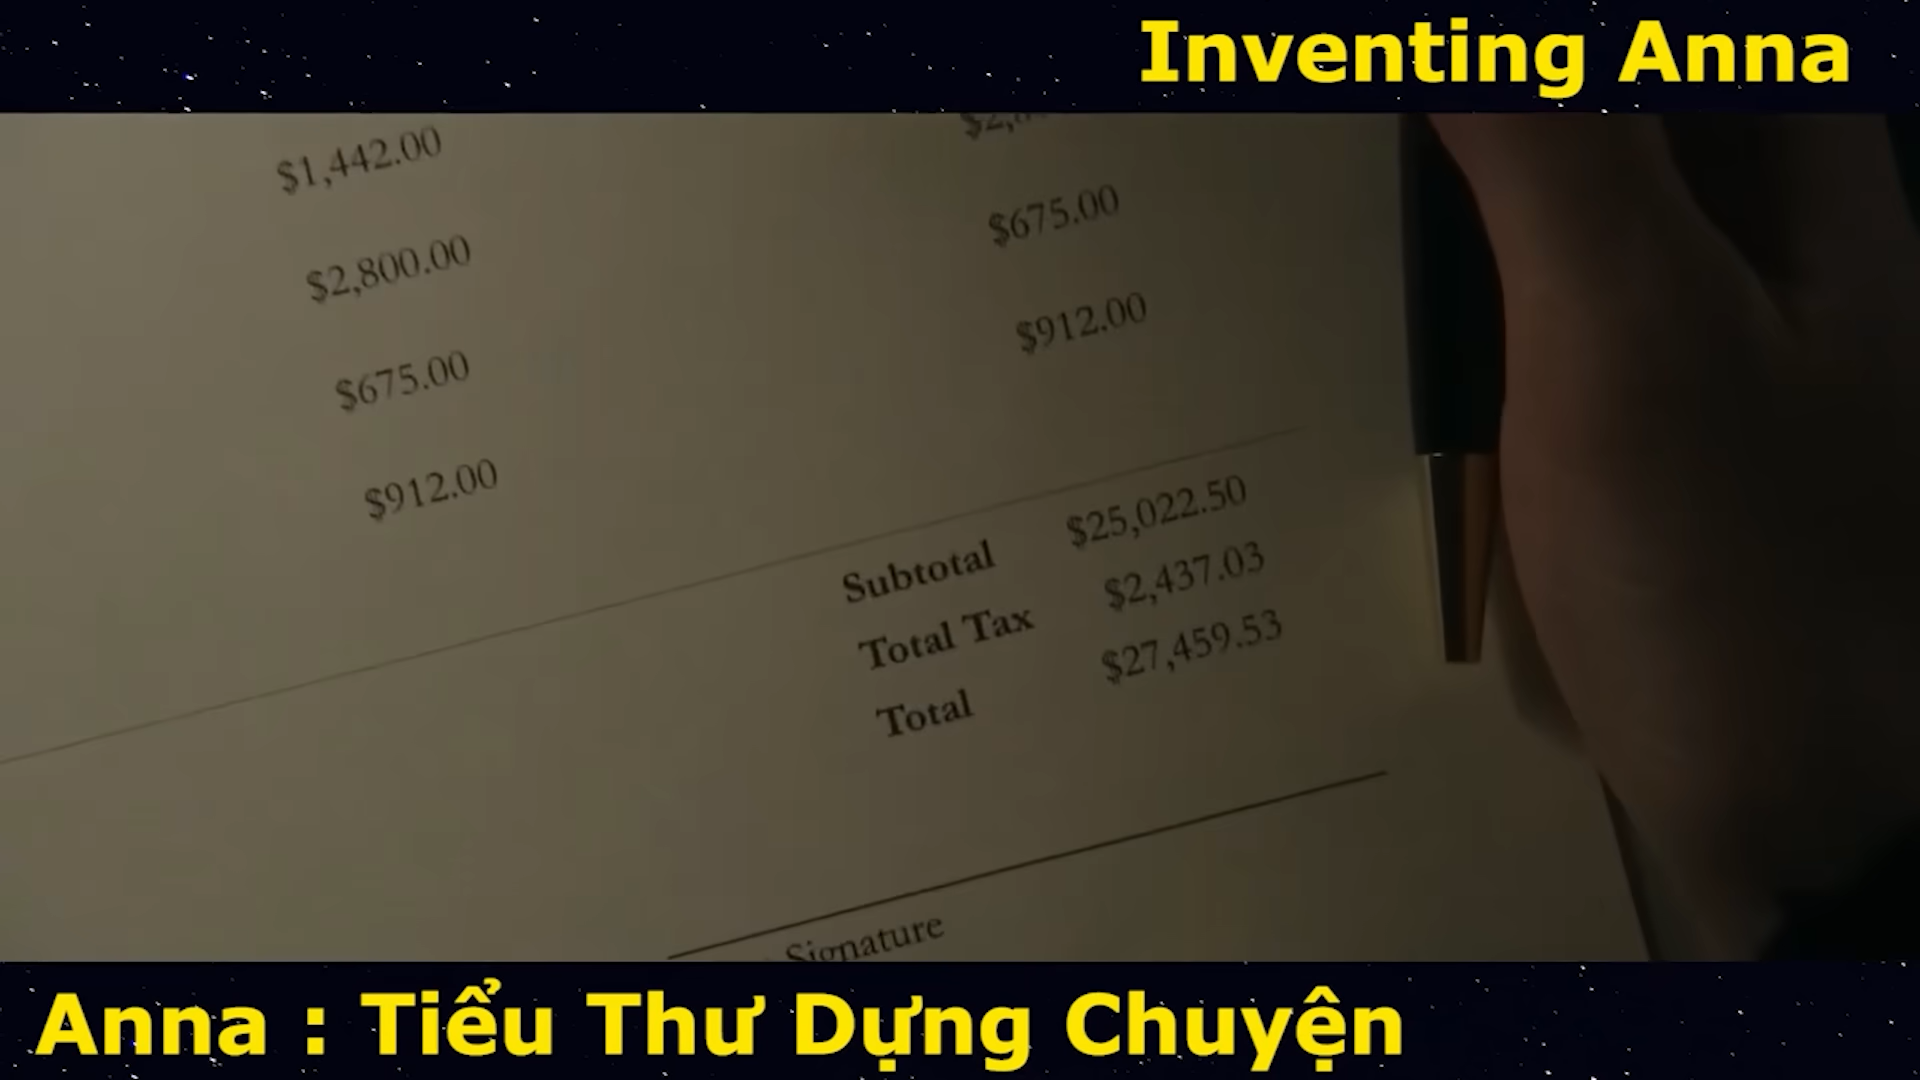 Inventing Anna
$1,442.00
$2,800.00 $675.00
$675.00 $912.00
$912.00
Subtotal $25,022.50
Total Tax $2,437.03
Total $27,459.53
Signature
Anna : Tiểu Thư Dựng Chuyện